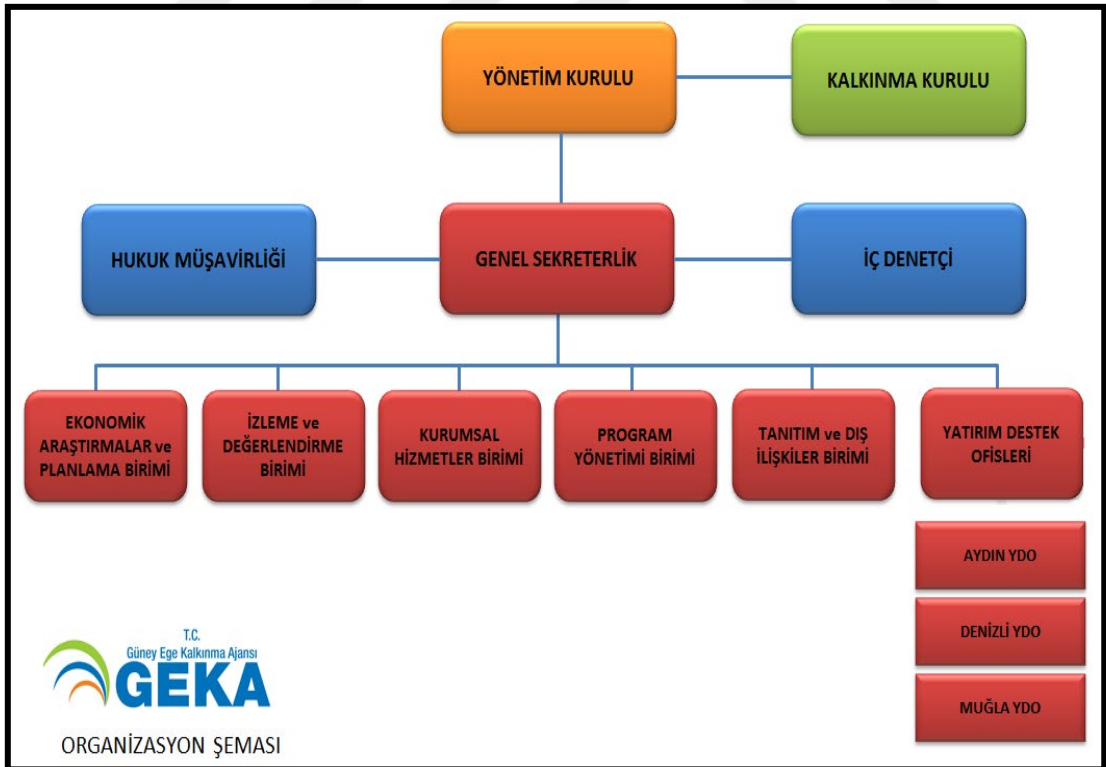 YÖNETİM KURULU
KALKINMA KURULU
HUKUK MÜŞAVİRLİĞİ
GENEL SEKRETERLİK
İÇ DENETÇİ
EKONOMİK
ARAŞTIRMALAR ve
PLANLAMA BİRİMİ
İZLEME ve
DEĞERLENDİRME
BİRİMİ
KURUMSAL
HİZMETLER BİRİMİ
PROGRAM
YÖNETİMİ BİRİMİ
TANITIM ve DIŞ
İLİŞKİLER BİRİMİ
YATIRIM DESTEK
OFİSLERİ
AYDIN YDO
DENİZLİ YDO
MUĞLA YDO
T.C.
Güney Ege Kalkınma Ajansı
GEKA
ORGANİZASYON ŞEMASI